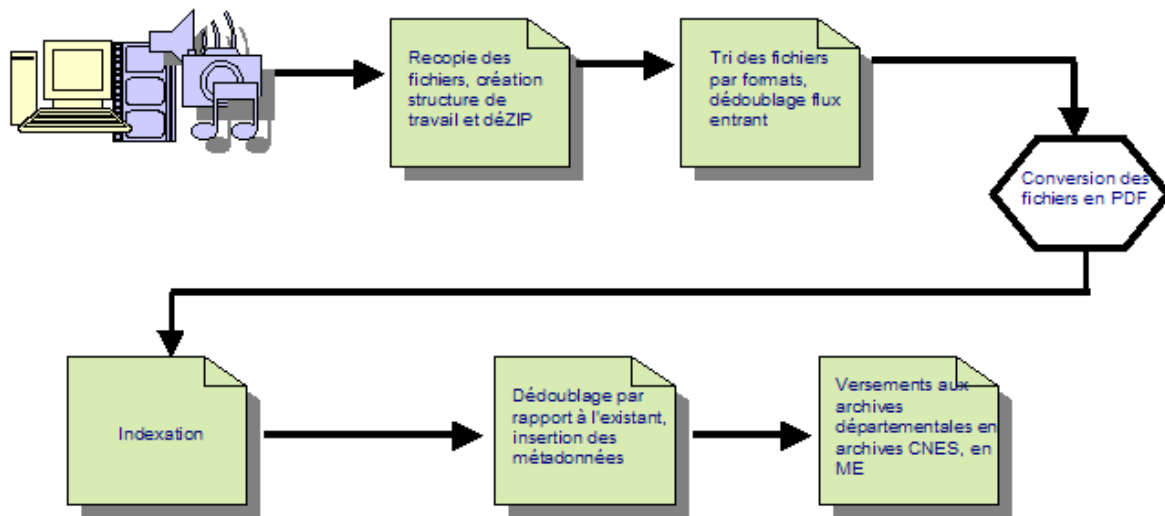 Recopie des
fichiers, création
structure de
travail et déZIP
Tri des fichiers
par formats,
dédoublage flux
entrant
Conversion des
fichiers en PDF
Indexation
Dédoublage par
rapport à l'existant,
insertion des
métadonnées
Versements aux
archives
départementales en
archives CNES, en
ME